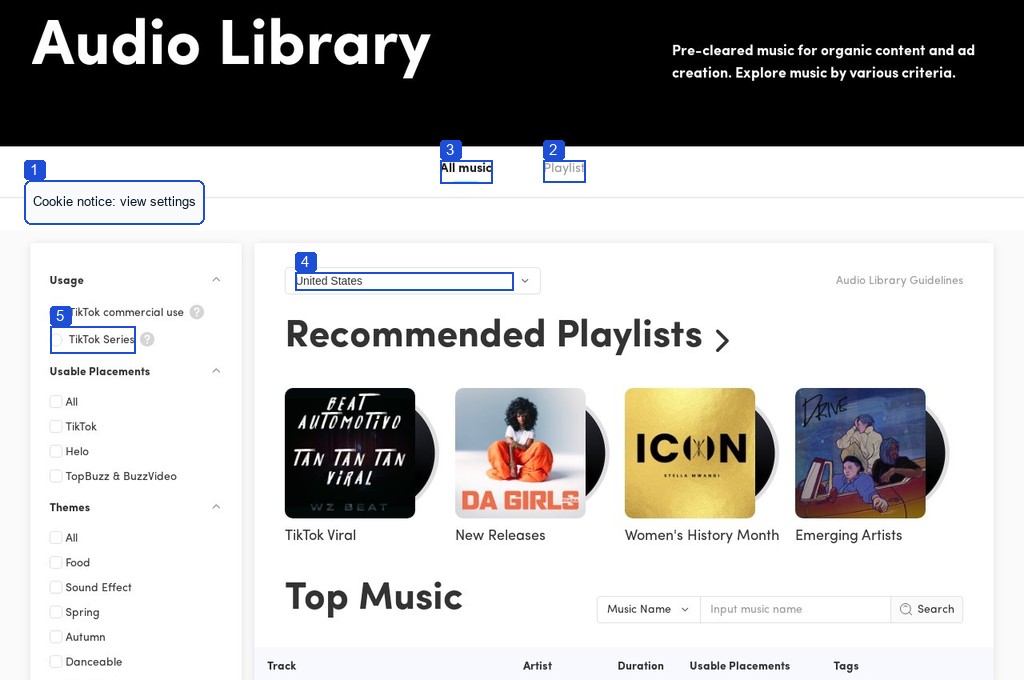 Audio Library
Pre-cleared music for organic content and ad
creation. Explore music by various criteria.
3
2
All music
Playlist
1
Cookie notice: view settings
Usage
4
United States
Audio Library Guidelines
5
TikTok commercial use ?
TikTok Series ?
Recommended Playlists
Usable Placements
All
TikTok
Helo
TopBuzz & BuzzVideo
BEAT
AUTOMOTIVO
TAN TAN TAN
VIRAL
WZ BEAT
DA GIRLS
ICON
STELLA MWANGI
DRIVE
TikTok Viral
New Releases
Women's History Month
Emerging Artists
Themes
All
Food
Sound Effect
Spring
Autumn
Danceable
Top Music
Music Name
Input music name
Search
Track
Artist
Duration
Usable Placements
Tags